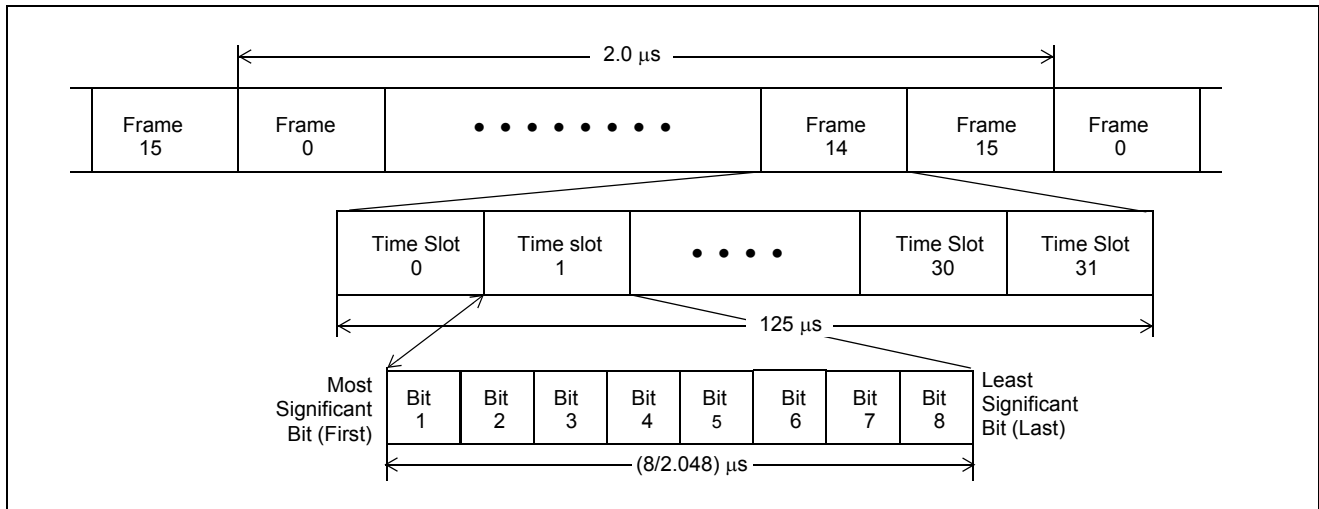 2.0 μs
Frame 15
Frame 0
Frame 14
Frame 15
Frame 0
Time Slot 0
Time slot 1
Time Slot 30
Time Slot 31
125 μs
Most
Significant
Bit (First)
Bit 1
Bit 2
Bit 3
Bit 4
Bit 5
Bit 6
Bit 7
Bit 8
Least
Significant
Bit (Last)
(8/2.048) μs